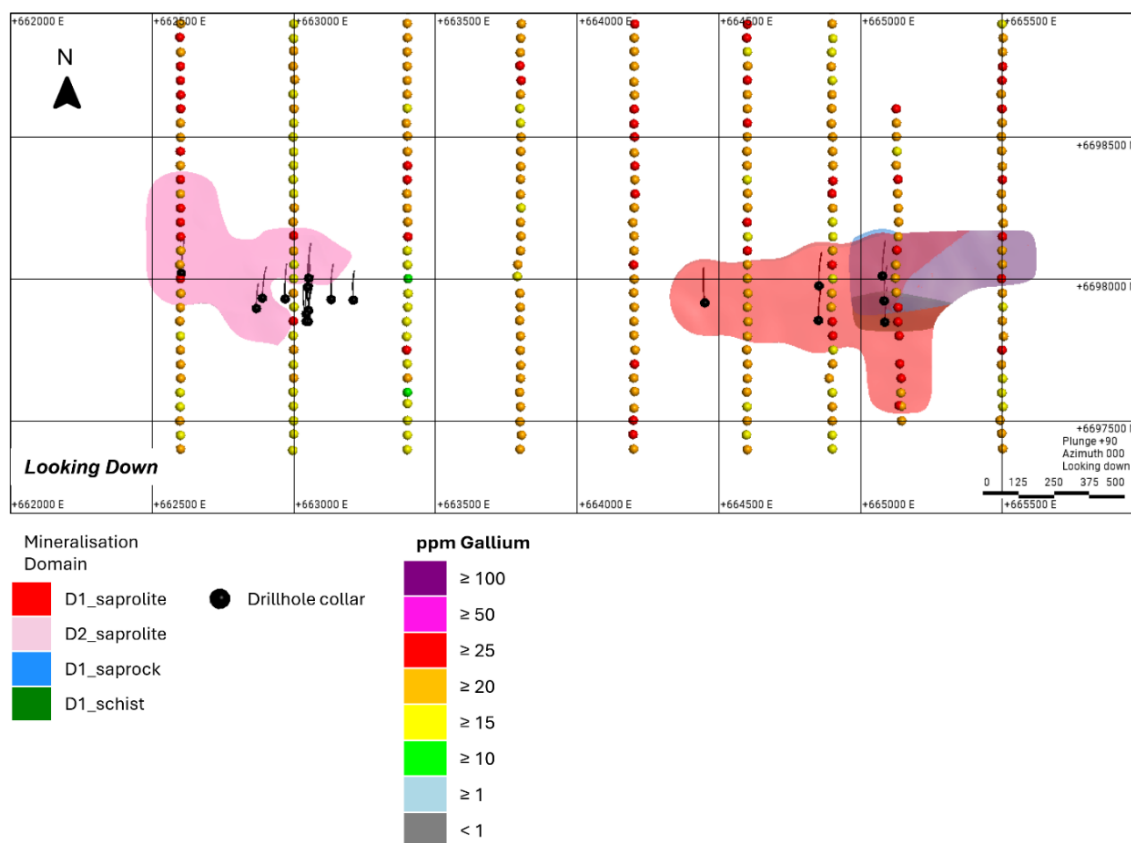 +662000 E +662500 E +663000 E +663500 E +664000 E +664500 E +665000 E +665500 E
N
+6698500
+6698000 E
+6697500
Looking Down
Plunge +90
Azimuth 000
Looking down
0 125 250 375 500
+662000 E +662500 E +663000 E +663500 E +664000 E +664500 E +665000 E +665500 E
Mineralisation
Domain
D1_saprolite
D2_saprolite
D1_saprock
D1_schist
Drillhole collar
ppm Gallium
≥ 100
≥ 50
≥ 25
≥ 20
≥ 15
≥ 10
≥ 1
< 1